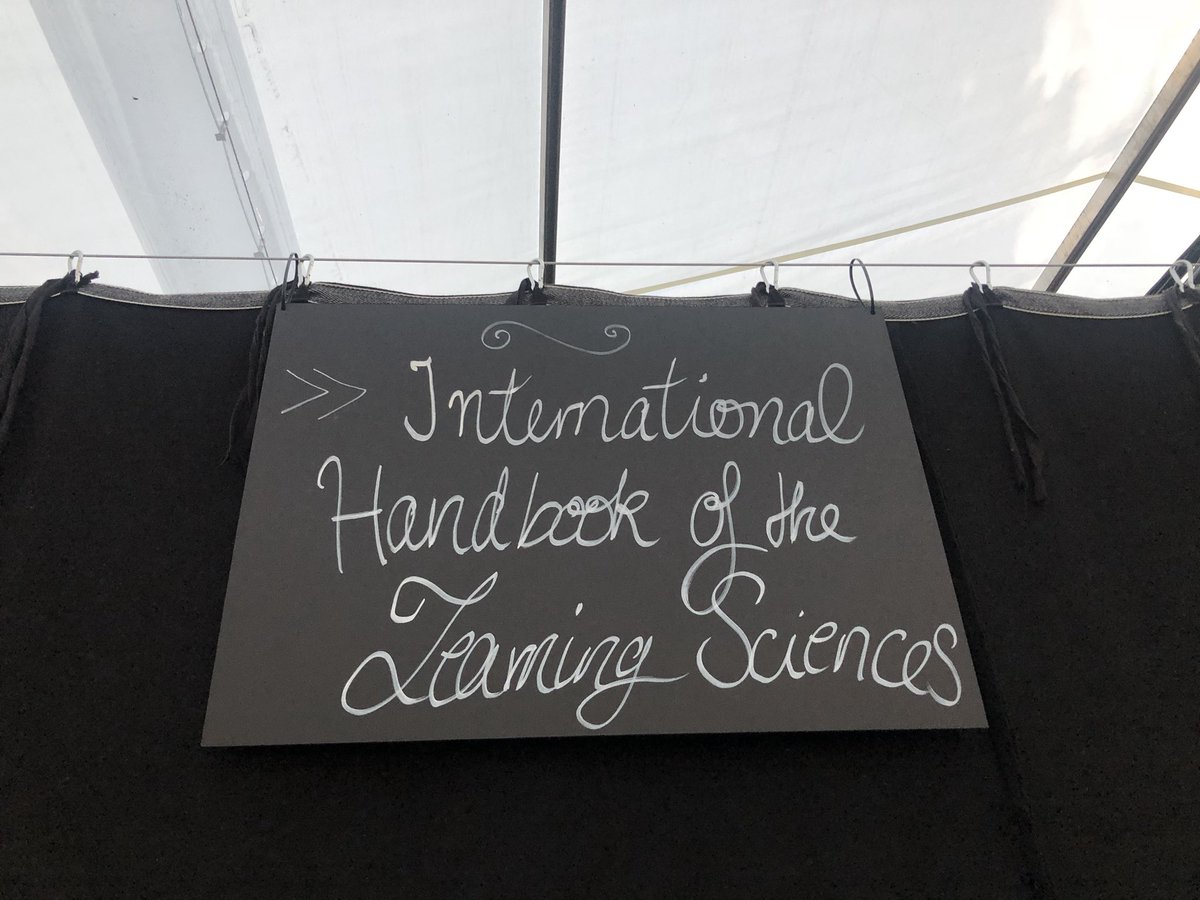 >> International
Handbook of the
Learning Sciences